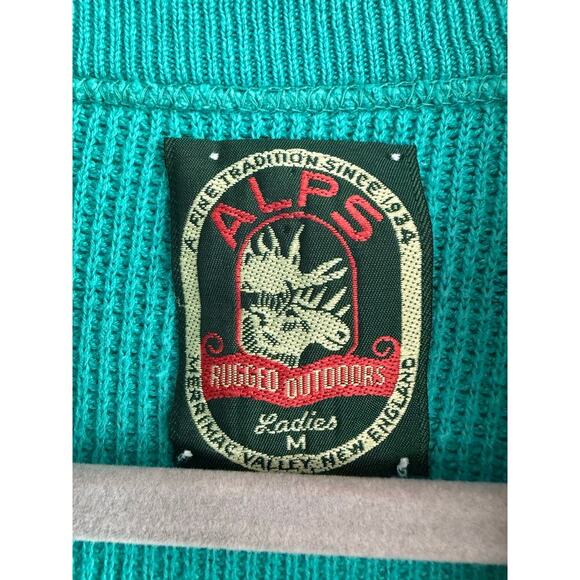 A FINE TRADITION SINCE 1934
ALPS
RUGGED OUTDOORS
Ladies
M
MERRIMAC VALLEY, NEW ENGLAND